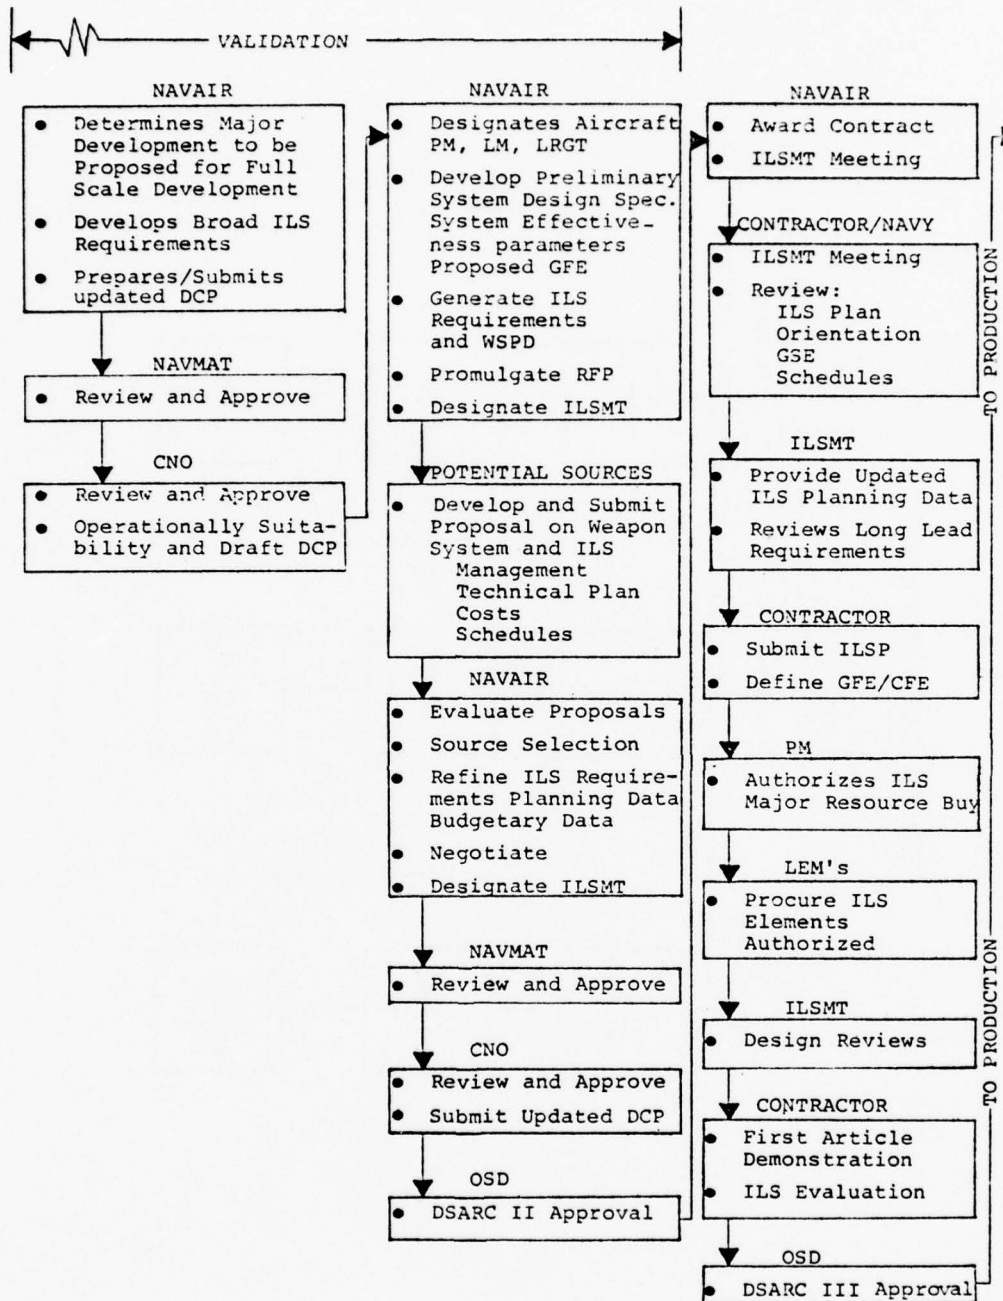 VALIDATION
NAVAIR
• Determines Major
Development to be
Proposed for Full
Scale Development
• Develops Broad ILS
Requirements
• Prepares/Submits
updated DCP
NAVMAT
• Review and Approve
CNO
• Review and Approve
• Operationally Suita-
bility and Draft DCP
NAVAIR
• Designates Aircraft
PM, LM, LRGT
• Develop Preliminary
System Design Spec.
System Effective-
ness parameters
Proposed GFE
• Generate ILS
Requirements
and WSPD
• Promulgate RFP
• Designate ILSMT
POTENTIAL SOURCES
• Develop and Submit
Proposal on Weapon
System and ILS
Management
Technical Plan
Costs
Schedules
NAVAIR
• Evaluate Proposals
• Source Selection
• Refine ILS Require-
ments Planning Data
Budgetary Data
• Negotiate
• Designate ILSMT
NAVMAT
• Review and Approve
CNO
• Review and Approve
• Submit Updated DCP
OSD
• DSARC II Approval
NAVAIR
• Award Contract
• ILSMT Meeting
CONTRACTOR/NAVY
• ILSMT Meeting
• Review:
ILS Plan
Orientation
GSE
Schedules
ILSMT
• Provide Updated
ILS Planning Data
• Reviews Long Lead
Requirements
CONTRACTOR
• Submit ILSP
• Define GFE/CFE
PM
• Authorizes ILS
Major Resource Buy
LEM's
• Procure ILS
Elements
Authorized
ILSMT
• Design Reviews
CONTRACTOR
• First Article
Demonstration
• ILS Evaluation
OSD
• DSARC III Approval
TO PRODUCTION
TO PRODUCTION